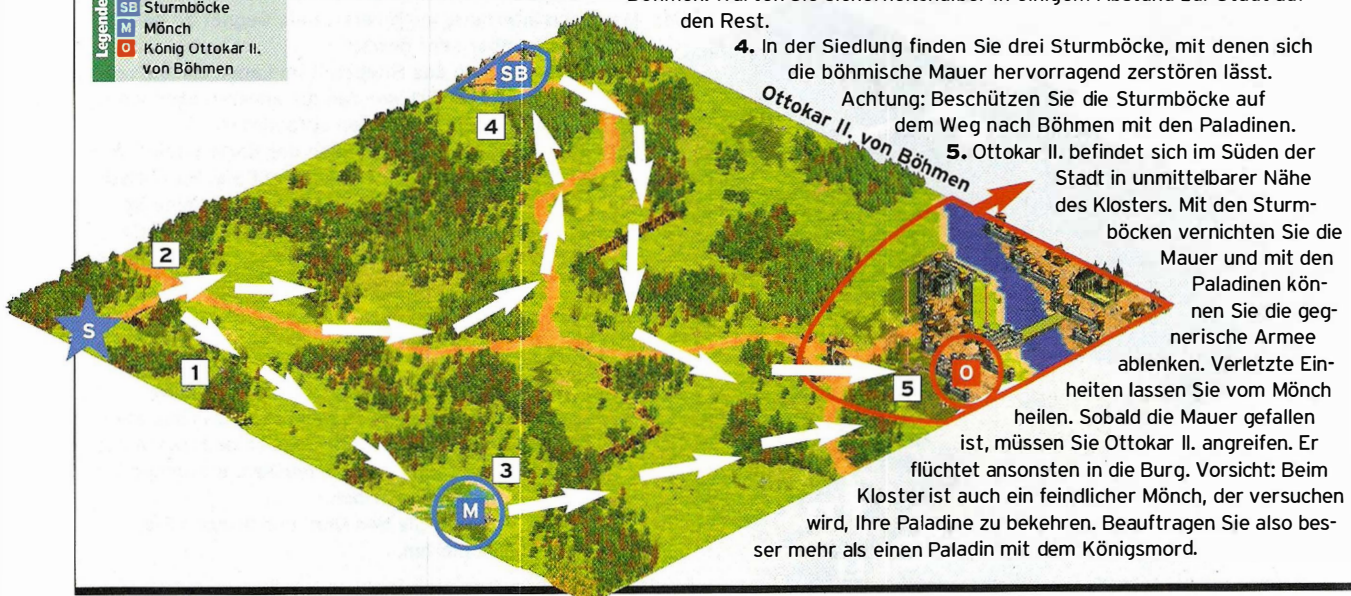 Legende
SB Sturmböcke
M Mönch
O König Ottokar II.
von Böhmen
den Rest.
4. In der Siedlung finden Sie drei Sturmböcke, mit denen sich
die böhmische Mauer hervorragend zerstören lässt.
Achtung: Beschützen Sie die Sturmböcke auf
dem Weg nach Böhmen mit den Paladinen.
5. Ottokar II. befindet sich im Süden der
Stadt in unmittelbarer Nähe
des Klosters. Mit den Sturm-
böcken vernichten Sie die
Mauer und mit den
Paladinen kön-
nen Sie die geg-
nerische Armee
ablenken. Verletzte Ein-
heiten lassen Sie vom Mönch
heilen. Sobald die Mauer gefallen
ist, müssen Sie Ottokar II. angreifen. Er
flüchtet ansonsten in die Burg. Vorsicht: Beim
Kloster ist auch ein feindlicher Mönch, der versuchen
wird, Ihre Paladine zu bekehren. Beauftragen Sie also bes-
ser mehr als einen Paladin mit dem Königsmord.
Ottokar II. von Böhmen
SB
4
2
S
1
3
M
5
O